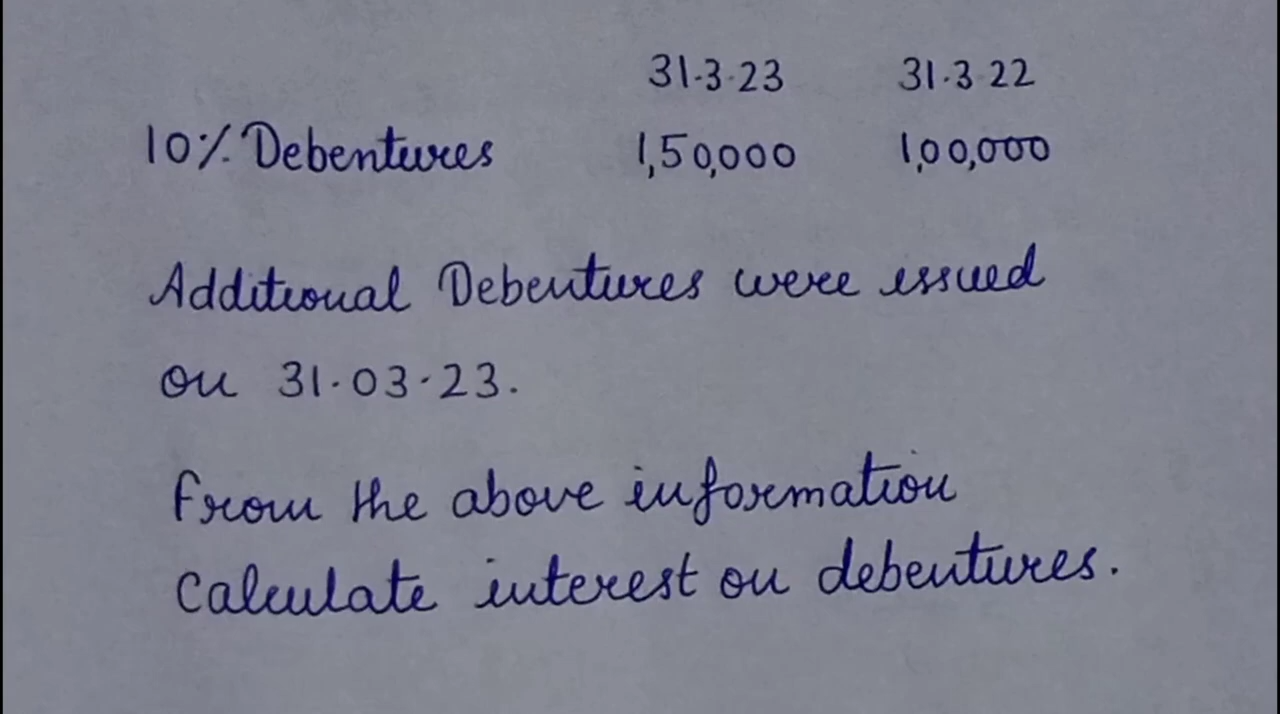 31.3.23 31.3.22
10% Debentures 1,50,000 1,00,000
Additional Debentures were issued
on 31.03.23.
From the above information
Calculate interest on debentures.